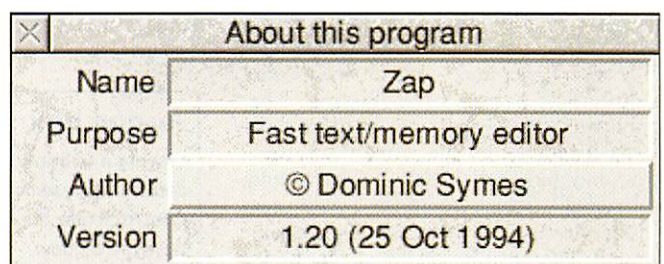 About this program
Name Zap
Purpose Fast text/memory editor
Author © Dominic Symes
Version 1.20 (25 Oct 1994)